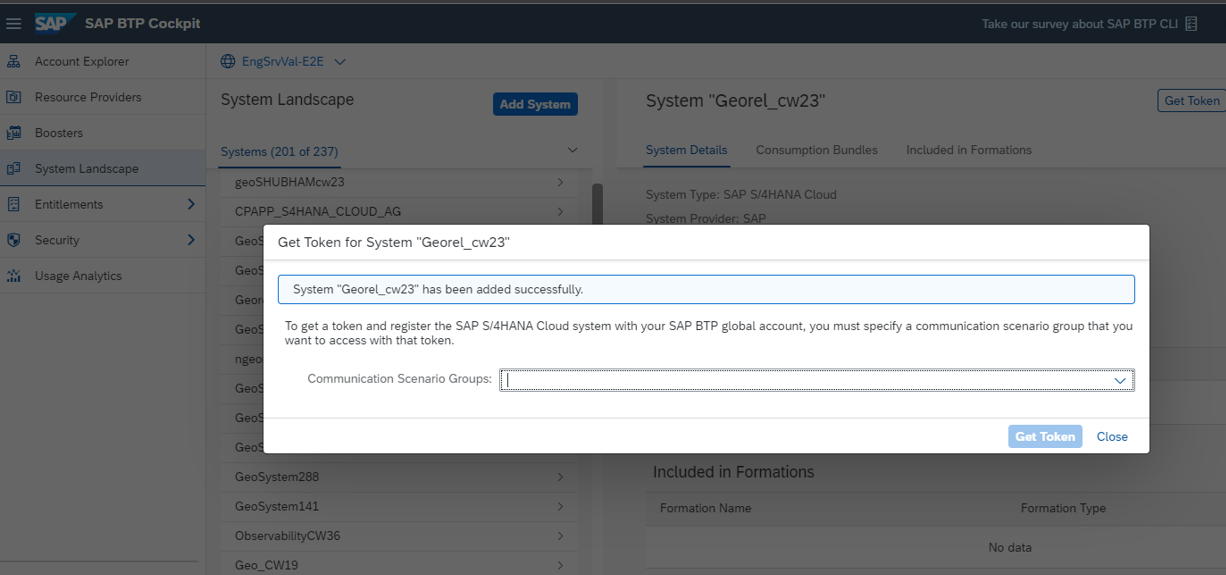 SAP SAP BTP Cockpit
Take our survey about SAP BTP CLI
Account Explorer
Resource Providers
Boosters
System Landscape
Entitlements
Security
Usage Analytics
EngSrvVal-E2E
System Landscape
Add System
Systems (201 of 237)
geoSHUBHAMcw23
CPAPP_S4HANA_CLOUD_AG
GeoS
GeoS
Geore
GeoS
ngeo
GeoS
GeoS
GeoS
GeoSystem288
GeoSystem141
ObservabilityCW36
Geo_CW19
System "Georel_cw23"
Get Token
System Details
Consumption Bundles
Included in Formations
System Type: SAP S/4HANA Cloud
System Provider: SAP
Get Token for System "Georel_cw23"
System "Georel_cw23" has been added successfully.
To get a token and register the SAP S/4HANA Cloud system with your SAP BTP global account, you must specify a communication scenario group that you
want to access with that token.
Communication Scenario Groups:
Get Token
Close
Included in Formations
Formation Name
Formation Type
No data